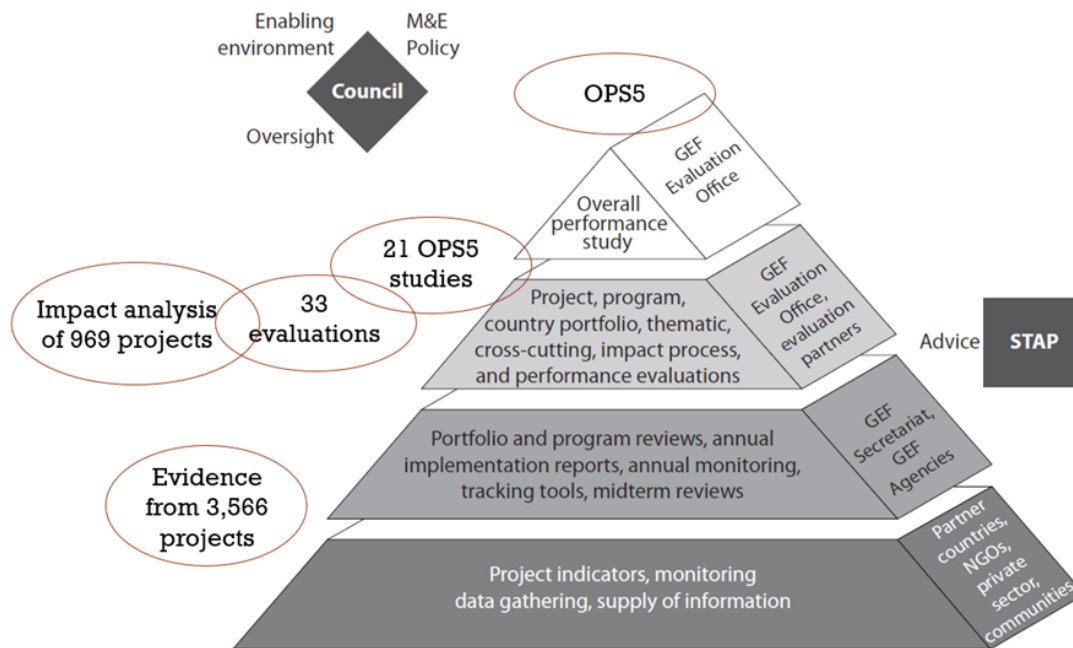 Enabling
environment
M&E
Policy
Council
Oversight
OPS5
GEF
Evaluation
Office
Overall
performance
study
21 OPS5
studies
33
evaluations
Impact analysis
of 969 projects
Project, program,
country portfolio, thematic,
cross-cutting, impact process,
and performance evaluations
GEF
Evaluation
Office,
evaluation
partners
Advice
STAP
Portfolio and program reviews, annual
implementation reports, annual monitoring,
tracking tools, midterm reviews
GEF
Secretariat,
GEF
Agencies
Evidence
from 3,566
projects
Project indicators, monitoring
data gathering, supply of information
Partner
countries,
NGOs,
private
sector,
communities